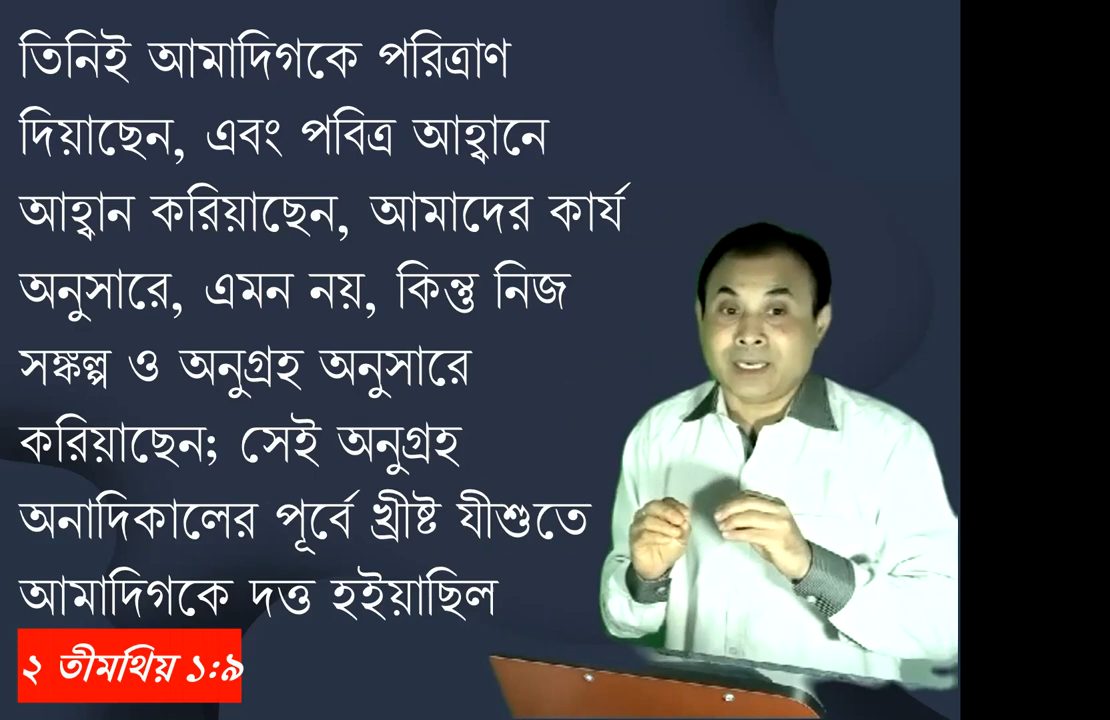 তিনিই আমাদিগকে পরিত্রাণ
দিয়াছেন, এবং পবিত্র আহ্বানে
আহ্বান করিয়াছেন, আমাদের কার্য
অনুসারে, এমন নয়, কিন্তু নিজ
সঙ্কল্প ও অনুগ্রহ অনুসারে
করিয়াছেন; সেই অনুগ্রহ
অনাদিকালের পূর্বে খ্রীষ্ট যীশুতে
আমাদিগকে দত্ত হইয়াছিল
২ তীমথিয় ১:৯